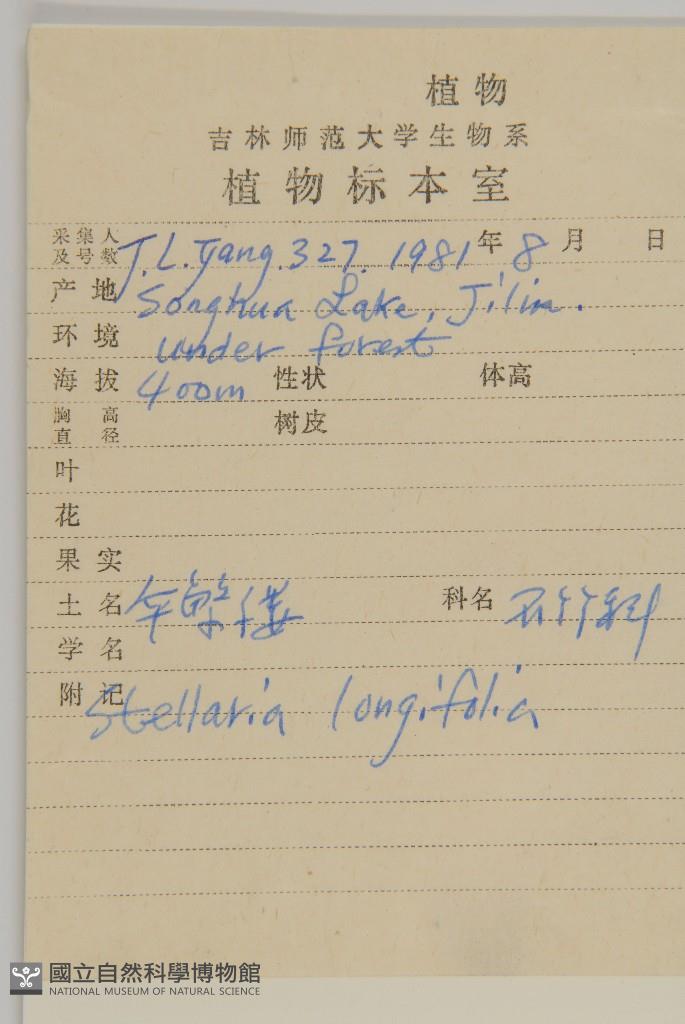 植物
吉林师范大学生物系
植物标本室
采集人及号数 J.L.Yang.327. 1981年 8月 日
产地 Songhua Lake, Jilin.
环境 under forest
海拔 400m 性状 体高
胸高直径 树皮
叶
花
果实
土名 繁缕 科名 石竹科
学名
附记 Stellaria longifolia
國立自然科學博物館
NATIONAL MUSEUM OF NATURAL SCIENCE